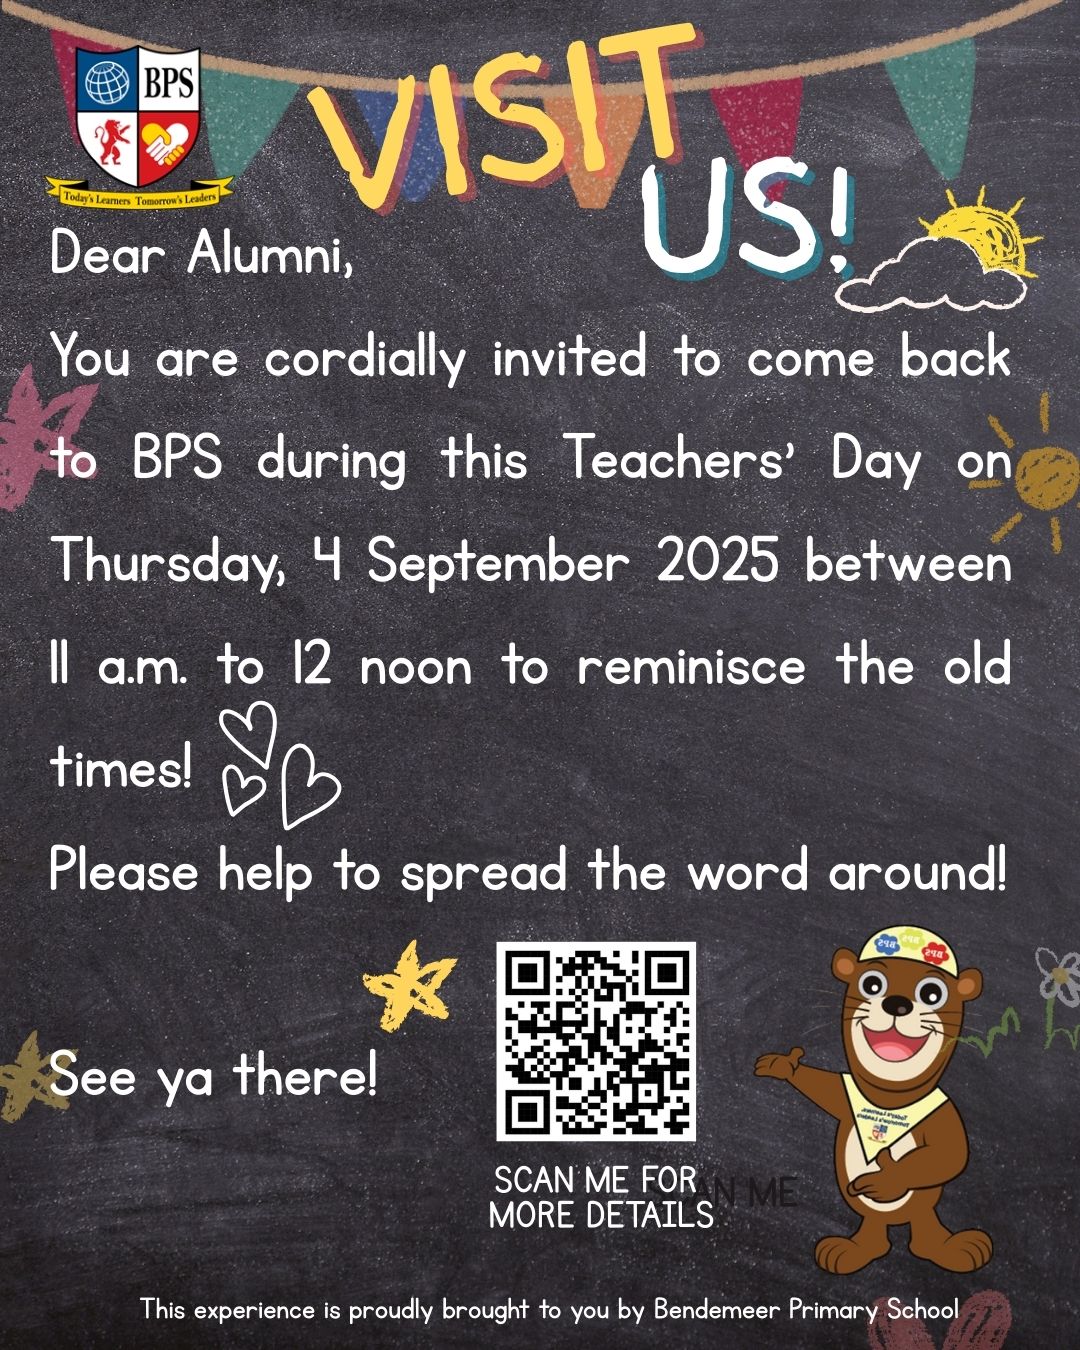 BPS
Today's Learners Tomorrow's Leaders
VISIT
US!
Dear Alumni,
You are cordially invited to come back
to BPS during this Teachers' Day on
Thursday, 4 September 2025 between
11 a.m. to 12 noon to reminisce the old
times!
Please help to spread the word around!
See ya there!
BPS BPS BPS
Today's Learners,
Tomorrow's Leaders
SCAN ME FOR
MORE DETAILS
SCAN ME
This experience is proudly brought to you by Bendemeer Primary School